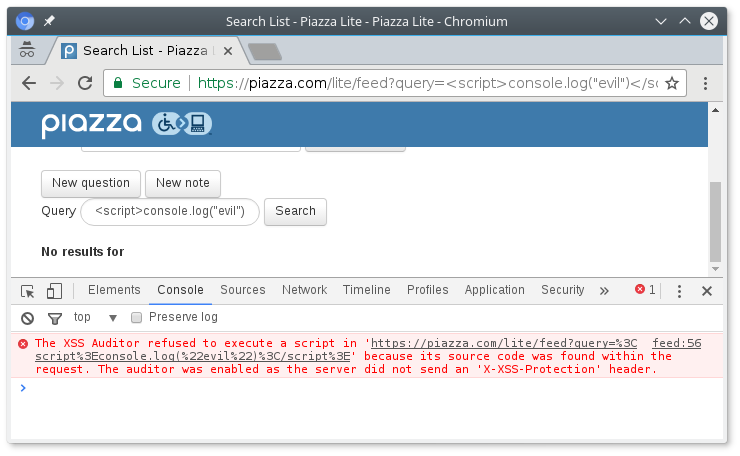 Search List - Piazza Lite - Piazza Lite - Chromium
Search List - Piazza L
Secure https://piazza.com/lite/feed?query=<script>console.log("evil")</sc
piazza
New question New note
Query <script>console.log("evil") Search
No results for
Elements Console Sources Network Timeline Profiles Application Security » 1
top Preserve log
The XSS Auditor refused to execute a script in 'https://piazza.com/lite/feed?query=%3C feed:56
script%3Econsole.log(%22evil%22)%3C/script%3E' because its source code was found within the
request. The auditor was enabled as the server did not send an 'X-XSS-Protection' header.